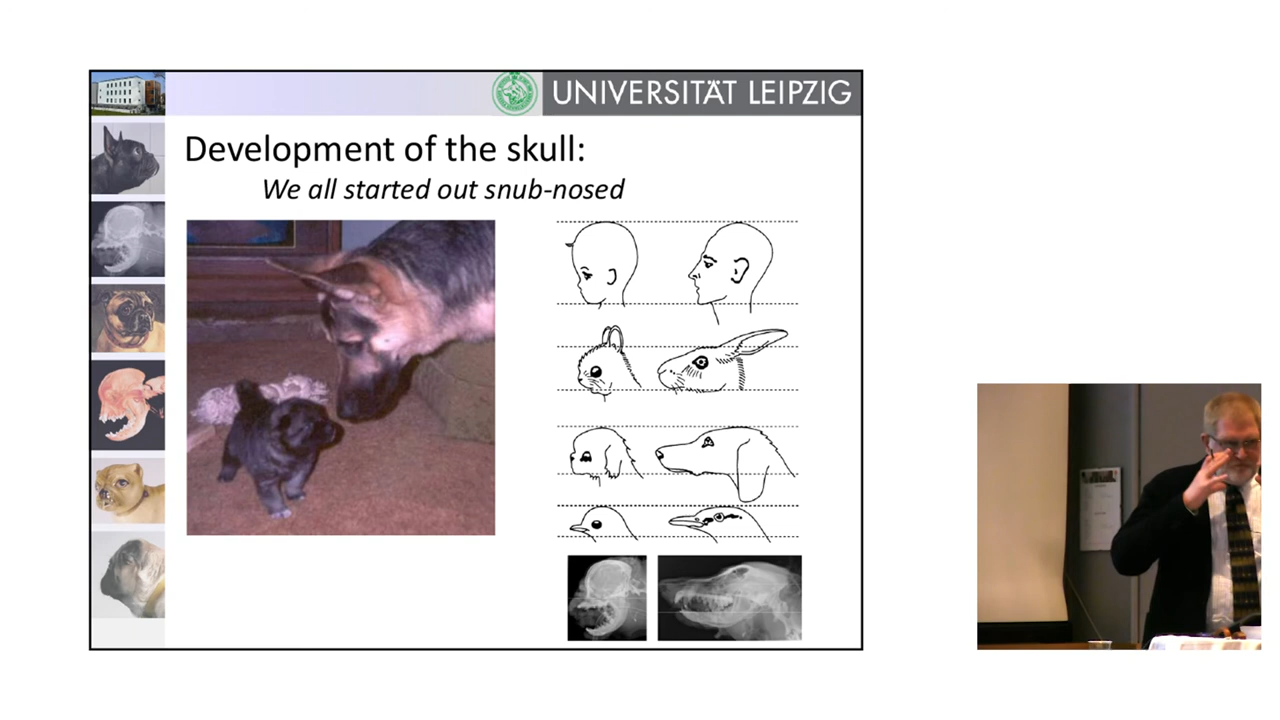 UNIVERSITÄT LEIPZIG
Development of the skull:
We all started out snub-nosed